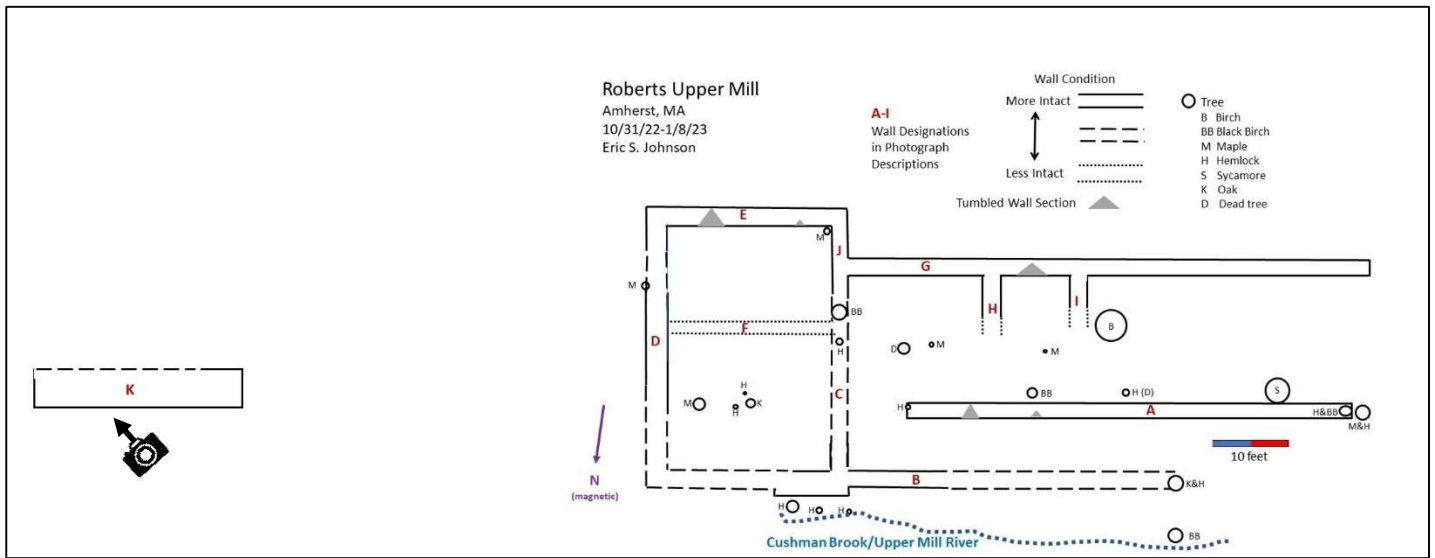 Roberts Upper Mill
Amherst, MA
10/31/22-1/8/23
Eric S. Johnson
A-I
Wall Designations
in Photograph
Descriptions
Wall Condition
More Intact
Less Intact
Tumbled Wall Section
Tree
B Birch
BB Black Birch
M Maple
H Hemlock
S Sycamore
K Oak
D Dead tree
E
M
J
G
M
H
I
BB
B
F
D
H
D
M
M
K
H
M
K
H
C
H
BB
H (D)
S
A
H&BB
M&H
10 feet
N
(magnetic)
B
K&H
H
H
H
BB
Cushman Brook/Upper Mill River